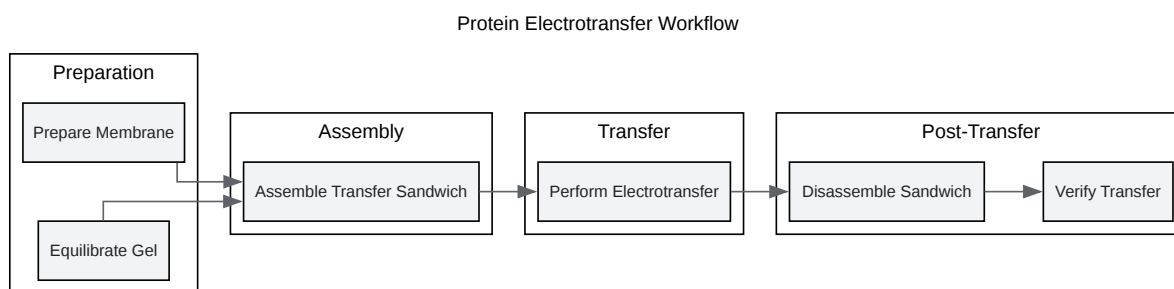 Protein Electrotransfer Workflow
Preparation
Prepare Membrane
Equilibrate Gel
Assembly
Assemble Transfer Sandwich
Transfer
Perform Electrotransfer
Post-Transfer
Disassemble Sandwich
Verify Transfer